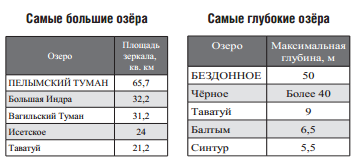 Самые большие озёра
Озеро Площадь зеркала, кв. км
ПЕЛЫМСКИЙ ТУМАН 65,7
Большая Индра 32,2
Вагильский Туман 31,2
Исетское 24
Таватуй 21,2
Самые глубокие озёра
Озеро Максимальная глубина, м
БЕЗДОННОЕ 50
Чёрное Более 40
Таватуй 9
Балтым 6,5
Синтур 5,5